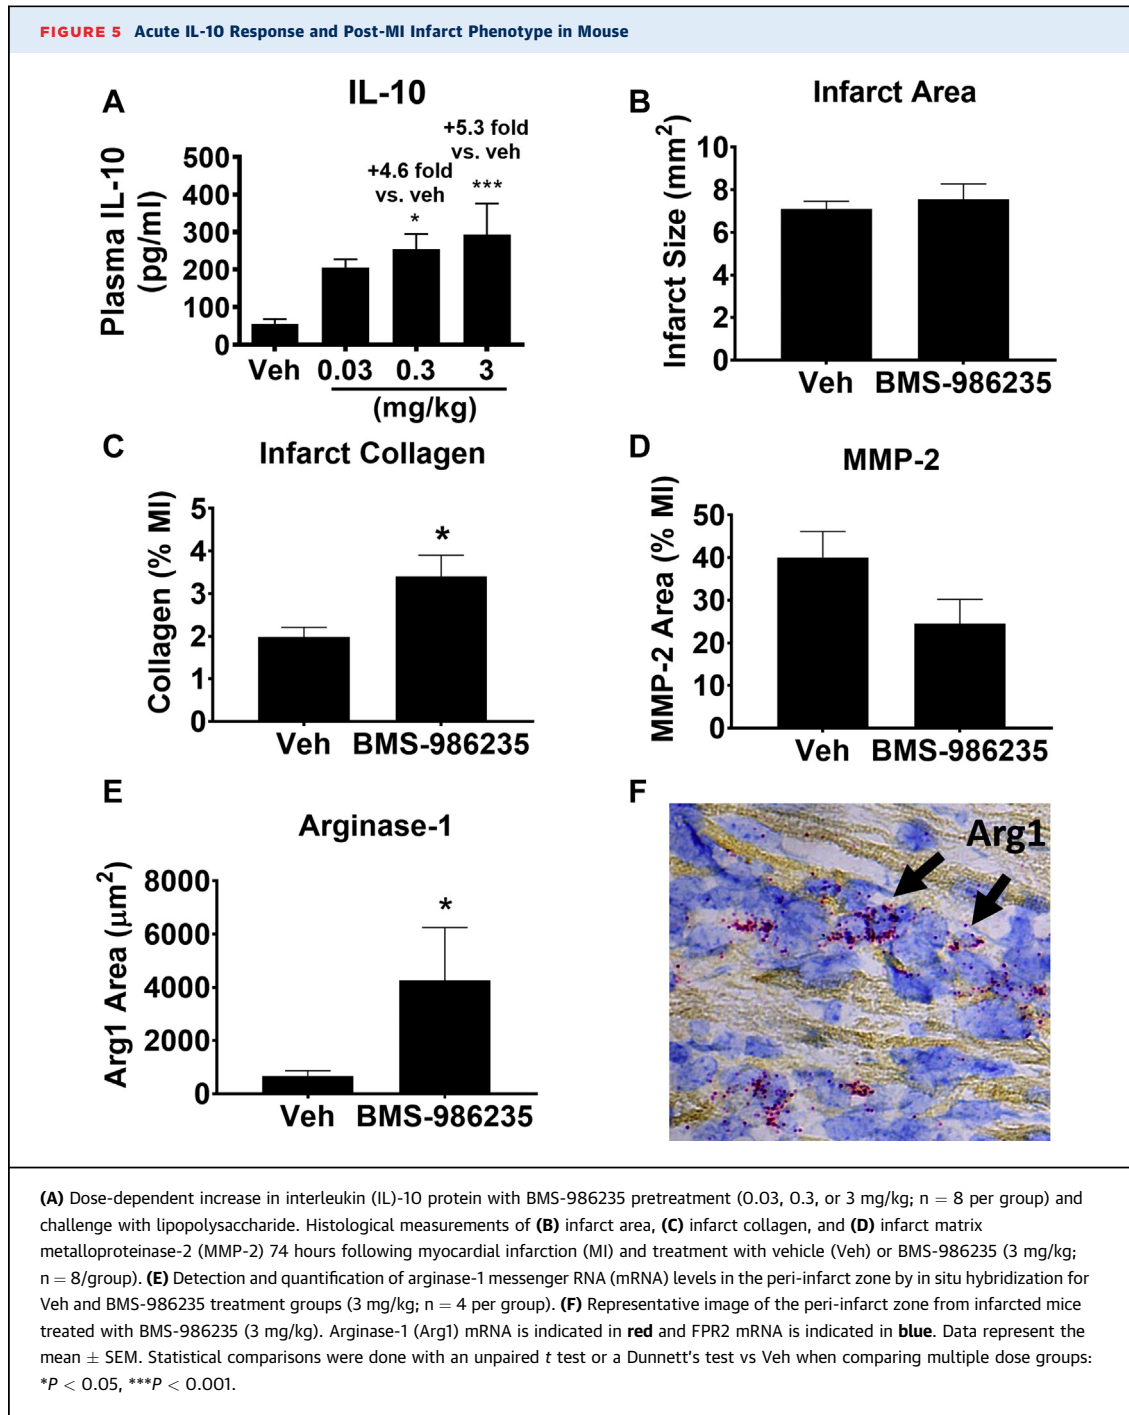 FIGURE 5 Acute IL-10 Response and Post-MI Infarct Phenotype in Mouse
A
IL-10
+5.3 fold
vs. veh
+4.6 fold
vs. veh
***
*
Plasma IL-10
(pg/ml)
500
400
300
200
100
0
Veh 0.03 0.3 3
(mg/kg)
B
Infarct Area
Infarct Size (mm²)
10
8
6
4
2
0
Veh BMS-986235
C
Infarct Collagen
*
Collagen (% MI)
5
4
3
2
1
0
Veh BMS-986235
D
MMP-2
MMP-2 Area (% MI)
50
40
30
20
10
0
Veh BMS-986235
E
Arginase-1
*
Arg1 Area (μm²)
8000
6000
4000
2000
0
Veh BMS-986235
F
Arg1
(A) Dose-dependent increase in interleukin (IL)-10 protein with BMS-986235 pretreatment (0.03, 0.3, or 3 mg/kg; n = 8 per group) and
challenge with lipopolysaccharide. Histological measurements of (B) infarct area, (C) infarct collagen, and (D) infarct matrix
metalloproteinase-2 (MMP-2) 74 hours following myocardial infarction (MI) and treatment with vehicle (Veh) or BMS-986235 (3 mg/kg;
n = 8/group). (E) Detection and quantification of arginase-1 messenger RNA (mRNA) levels in the peri-infarct zone by in situ hybridization for
Veh and BMS-986235 treatment groups (3 mg/kg; n = 4 per group). (F) Representative image of the peri-infarct zone from infarcted mice
treated with BMS-986235 (3 mg/kg). Arginase-1 (Arg1) mRNA is indicated in red and FPR2 mRNA is indicated in blue. Data represent the
mean ± SEM. Statistical comparisons were done with an unpaired t test or a Dunnett's test vs Veh when comparing multiple dose groups:
*P < 0.05, ***P < 0.001.